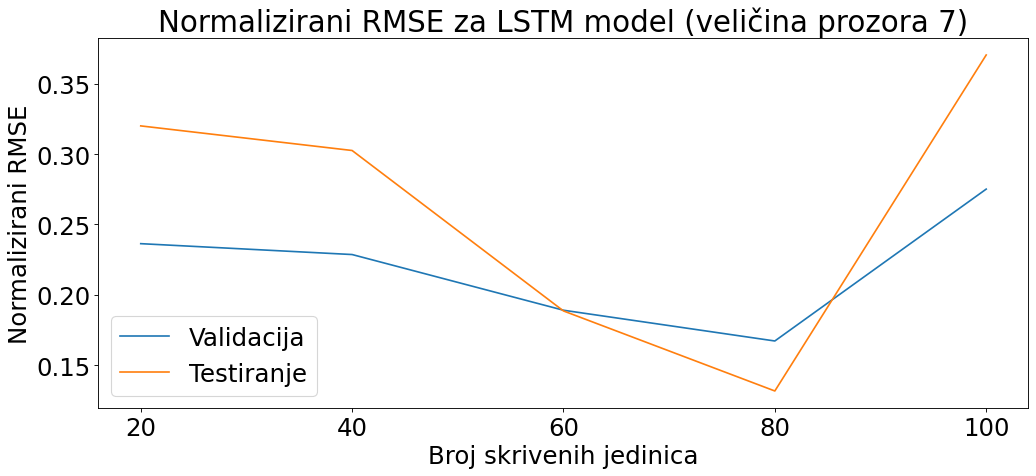 Normalizirani RMSE za LSTM model (veličina prozora 7)
Normalizirani RMSE
0.35
0.30
0.25
0.20
0.15
Validacija
Testiranje
20 40 60 80 100
Broj skrivenih jedinica